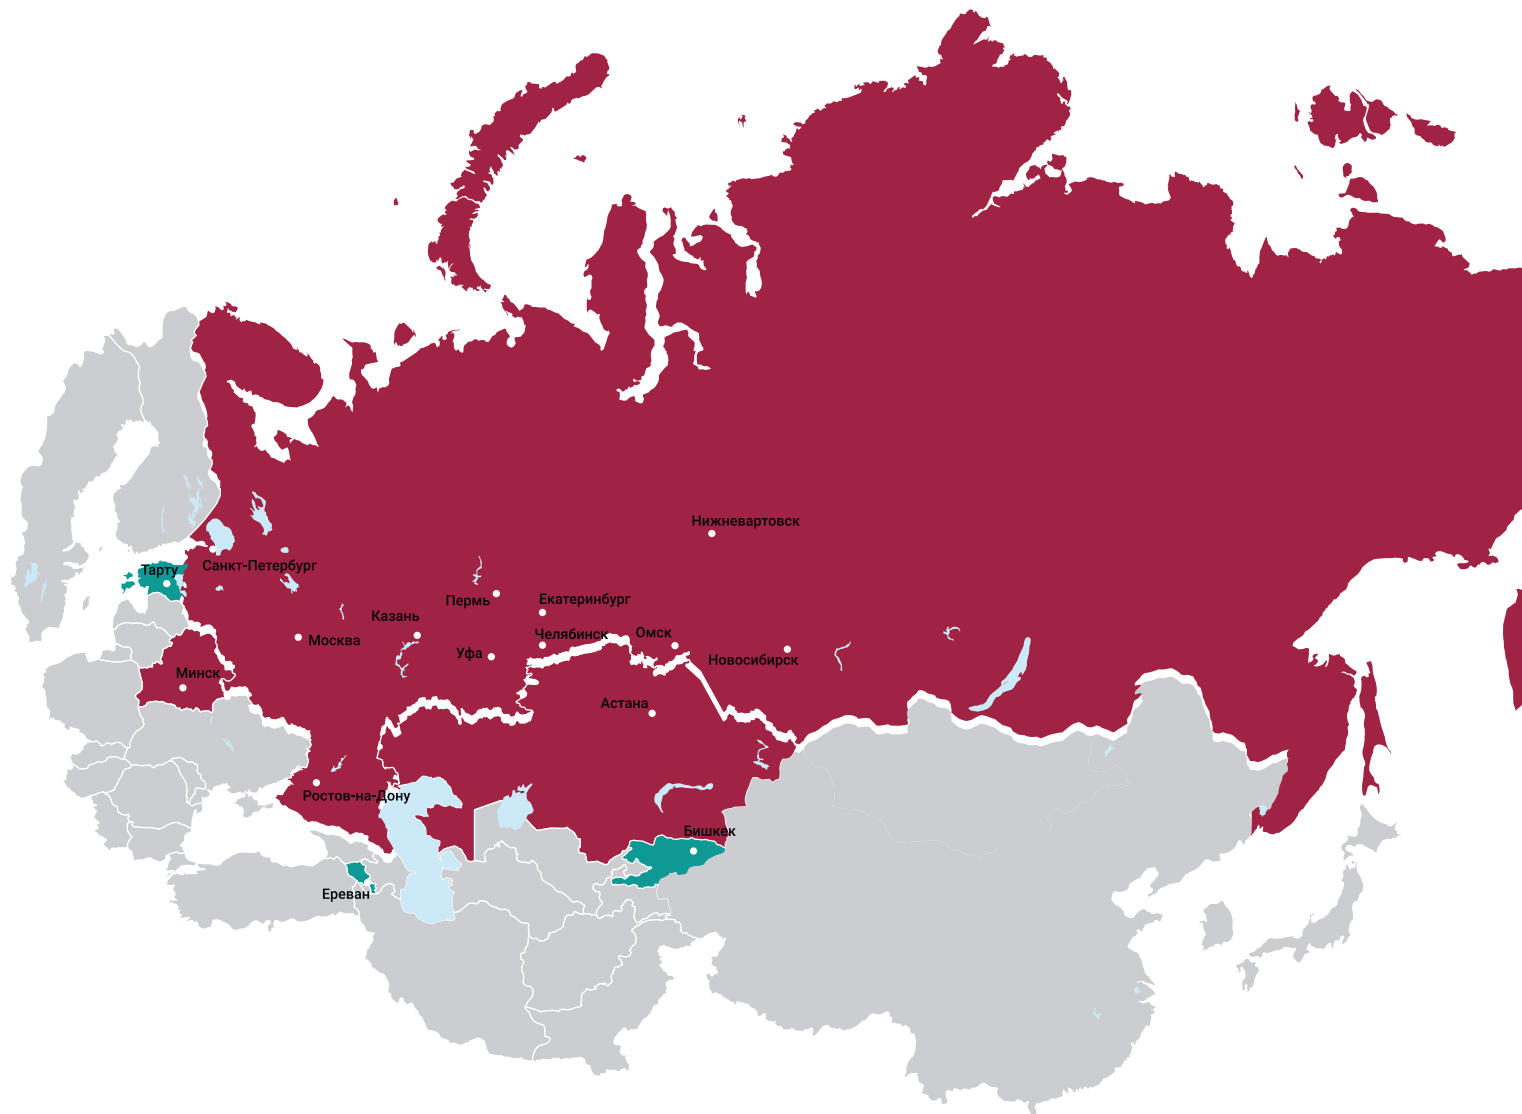 Нижневартовск
Санкт-Петербург
Тарту
Пермь
Екатеринбург
Казань
Москва
Челябинск
Омск
Уфа
Новосибирск
Минск
Астана
Ростов-на-Дону
Бишкек
Ереван